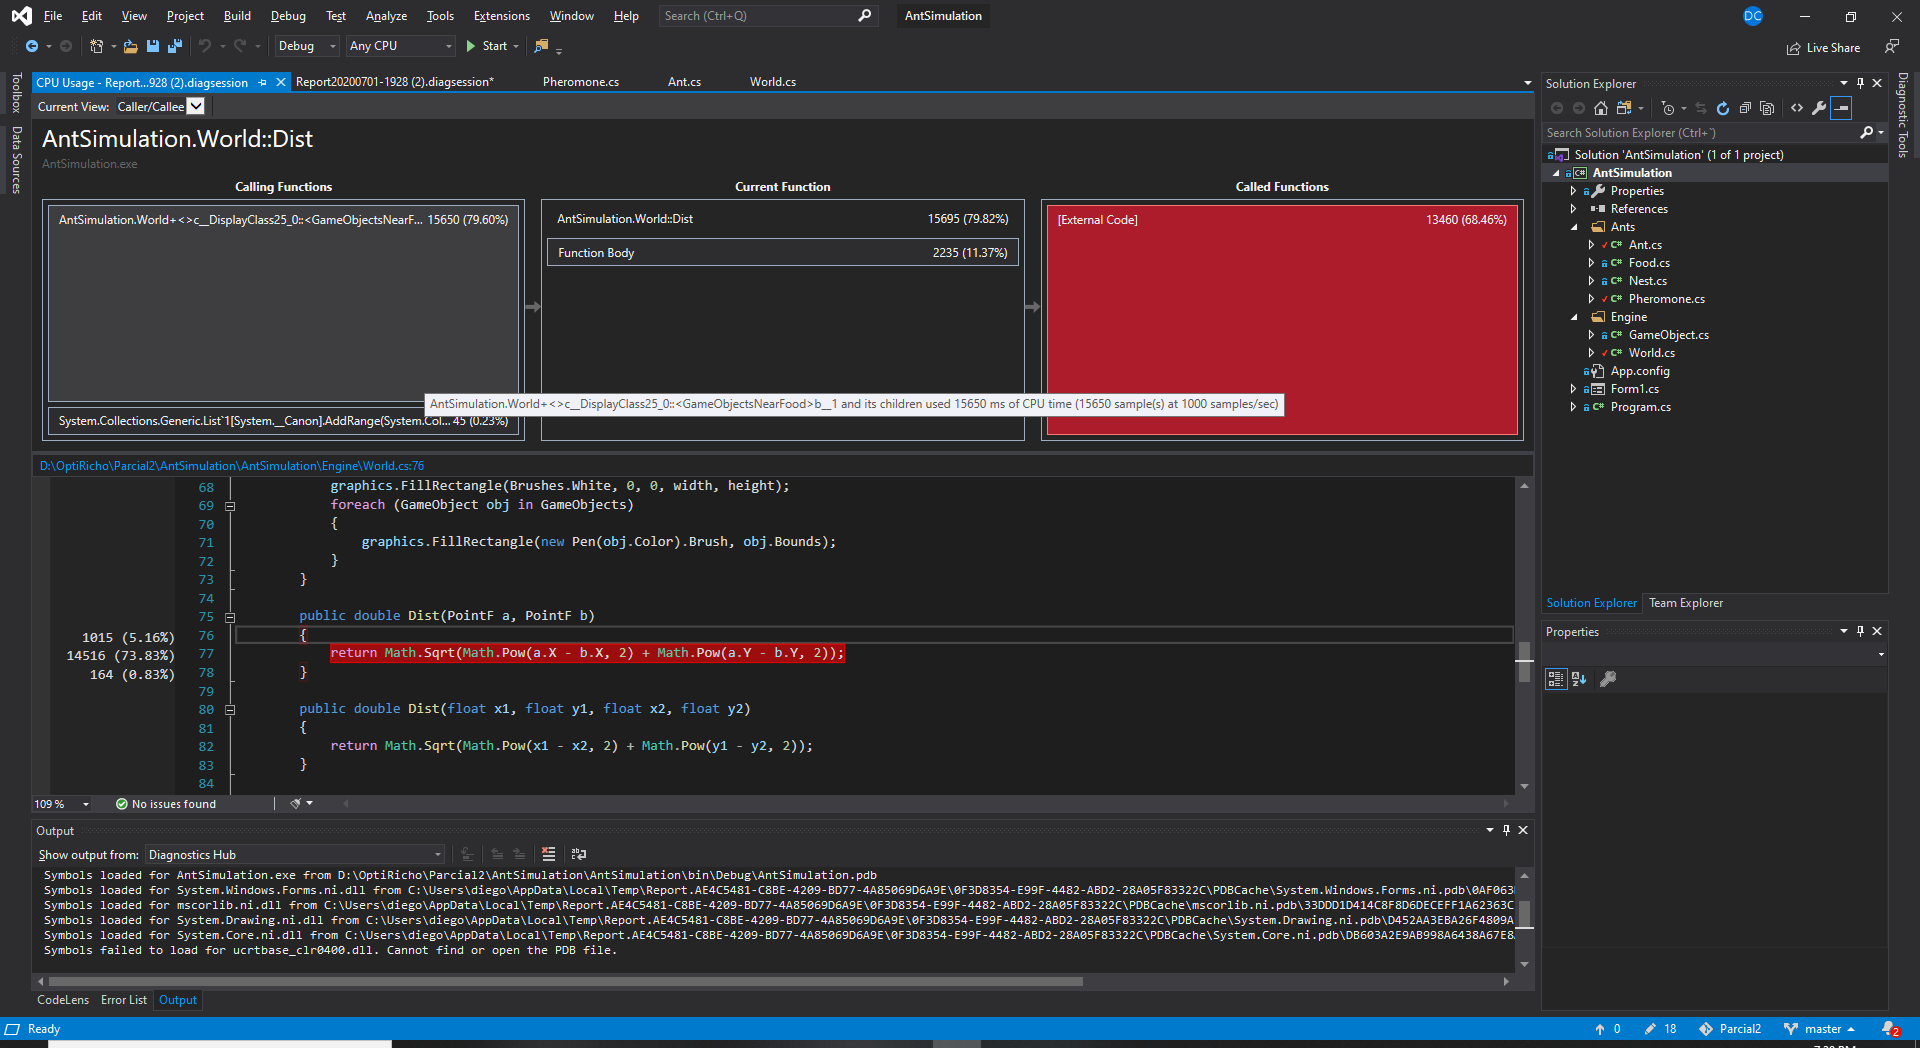 File Edit View Project Build Debug Test Analyze Tools Extensions Window Help Search (Ctrl+Q) AntSimulation DC
Debug Any CPU Start Live Share
Toolbox
Data Sources
CPU Usage - Report...928 (2).diagsession Report20200701-1928 (2).diagsession* Pheromone.cs Ant.cs World.cs
Current View: Caller/Callee
AntSimulation.World::Dist
AntSimulation.exe
Calling Functions Current Function Called Functions
AntSimulation.World+<>c__DisplayClass25_0::<GameObjectsNearF... 15650 (79.60%) AntSimulation.World::Dist 15695 (79.82%) [External Code] 13460 (68.46%)
Function Body 2235 (11.37%)
AntSimulation.World+<>c__DisplayClass25_0::<GameObjectsNearFood>b__1 and its children used 15650 ms of CPU time (15650 sample(s) at 1000 samples/sec)
System.Collections.Generic.List`1[System.__Canon].AddRange(System.Col... 45 (0.23%)
D:\OptiRicho\Parcial2\AntSimulation\AntSimulation\Engine\World.cs:76
68 graphics.FillRectangle(Brushes.White, 0, 0, width, height);
69 foreach (GameObject obj in GameObjects)
70 {
71 graphics.FillRectangle(new Pen(obj.Color).Brush, obj.Bounds);
72 }
73 }
74
75 public double Dist(PointF a, PointF b)
1015 (5.16%) 76 {
14516 (73.83%) 77 return Math.Sqrt(Math.Pow(a.X - b.X, 2) + Math.Pow(a.Y - b.Y, 2));
164 (0.83%) 78 }
79
80 public double Dist(float x1, float y1, float x2, float y2)
81 {
82 return Math.Sqrt(Math.Pow(x1 - x2, 2) + Math.Pow(y1 - y2, 2));
83 }
84
109 % No issues found
Output
Show output from: Diagnostics Hub
Symbols loaded for AntSimulation.exe from D:\OptiRicho\Parcial2\AntSimulation\AntSimulation\bin\Debug\AntSimulation.pdb
Symbols loaded for System.Windows.Forms.ni.dll from C:\Users\diego\AppData\Local\Temp\Report.AE4C5481-C8BE-4209-BD77-4A85069D6A9E\0F3D8354-E99F-4482-ABD2-28A05F83322C\PDBCache\System.Windows.Forms.ni.pdb\0AF063
Symbols loaded for mscorlib.ni.dll from C:\Users\diego\AppData\Local\Temp\Report.AE4C5481-C8BE-4209-BD77-4A85069D6A9E\0F3D8354-E99F-4482-ABD2-28A05F83322C\PDBCache\mscorlib.ni.pdb\33DDD1D414C8F8D6DECEFF1A62363C
Symbols loaded for System.Drawing.ni.dll from C:\Users\diego\AppData\Local\Temp\Report.AE4C5481-C8BE-4209-BD77-4A85069D6A9E\0F3D8354-E99F-4482-ABD2-28A05F83322C\PDBCache\System.Drawing.ni.pdb\D452AA3EBA26F4809A
Symbols loaded for System.Core.ni.dll from C:\Users\diego\AppData\Local\Temp\Report.AE4C5481-C8BE-4209-BD77-4A85069D6A9E\0F3D8354-E99F-4482-ABD2-28A05F83322C\PDBCache\System.Core.ni.pdb\DB603A2E9AB998A6438A67E8
Symbols failed to load for ucrtbase_clr0400.dll. Cannot find or open the PDB file.
CodeLens Error List Output
Solution Explorer
Search Solution Explorer (Ctrl+`)
Solution 'AntSimulation' (1 of 1 project)
AntSimulation
Properties
References
Ants
Ant.cs
Food.cs
Nest.cs
Pheromone.cs
Engine
GameObject.cs
World.cs
App.config
Form1.cs
Program.cs
Solution Explorer Team Explorer
Properties
Diagnostic Tools
Ready 0 18 Parcial2 master 2